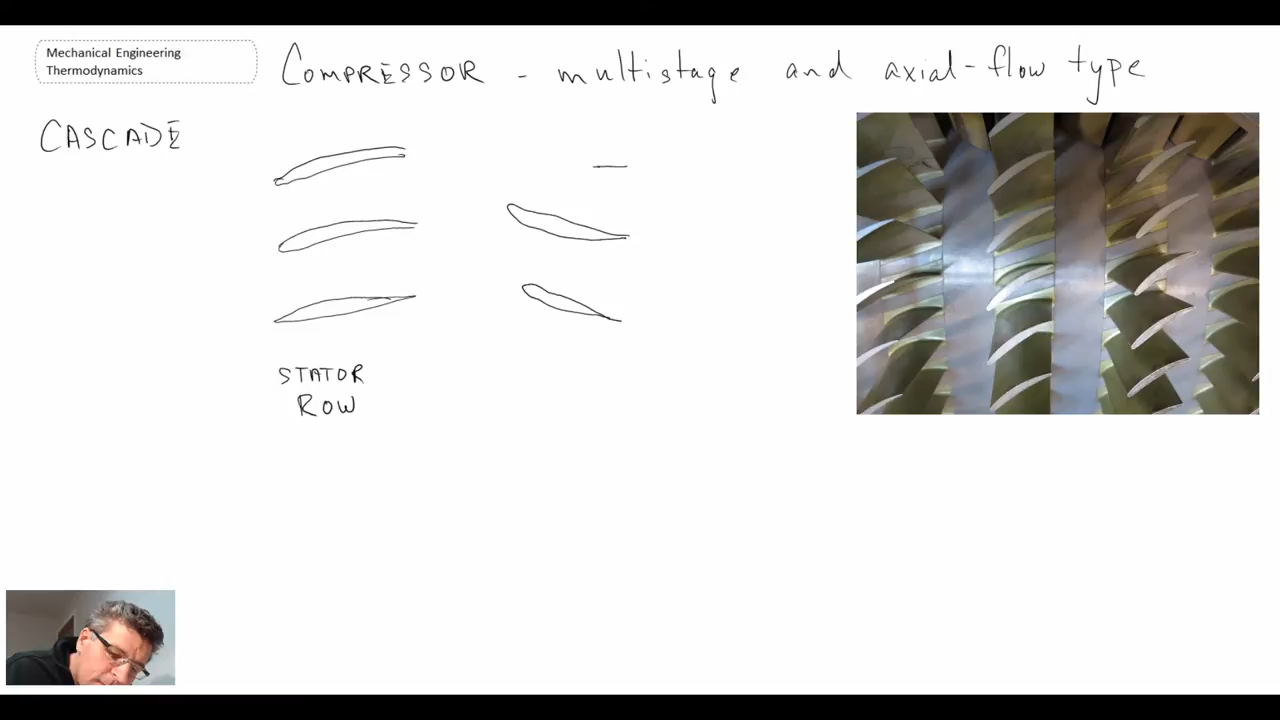 Mechanical Engineering
Thermodynamics
COMPRESSOR - multistage and axial-flow type
CASCADE
STATOR
ROW